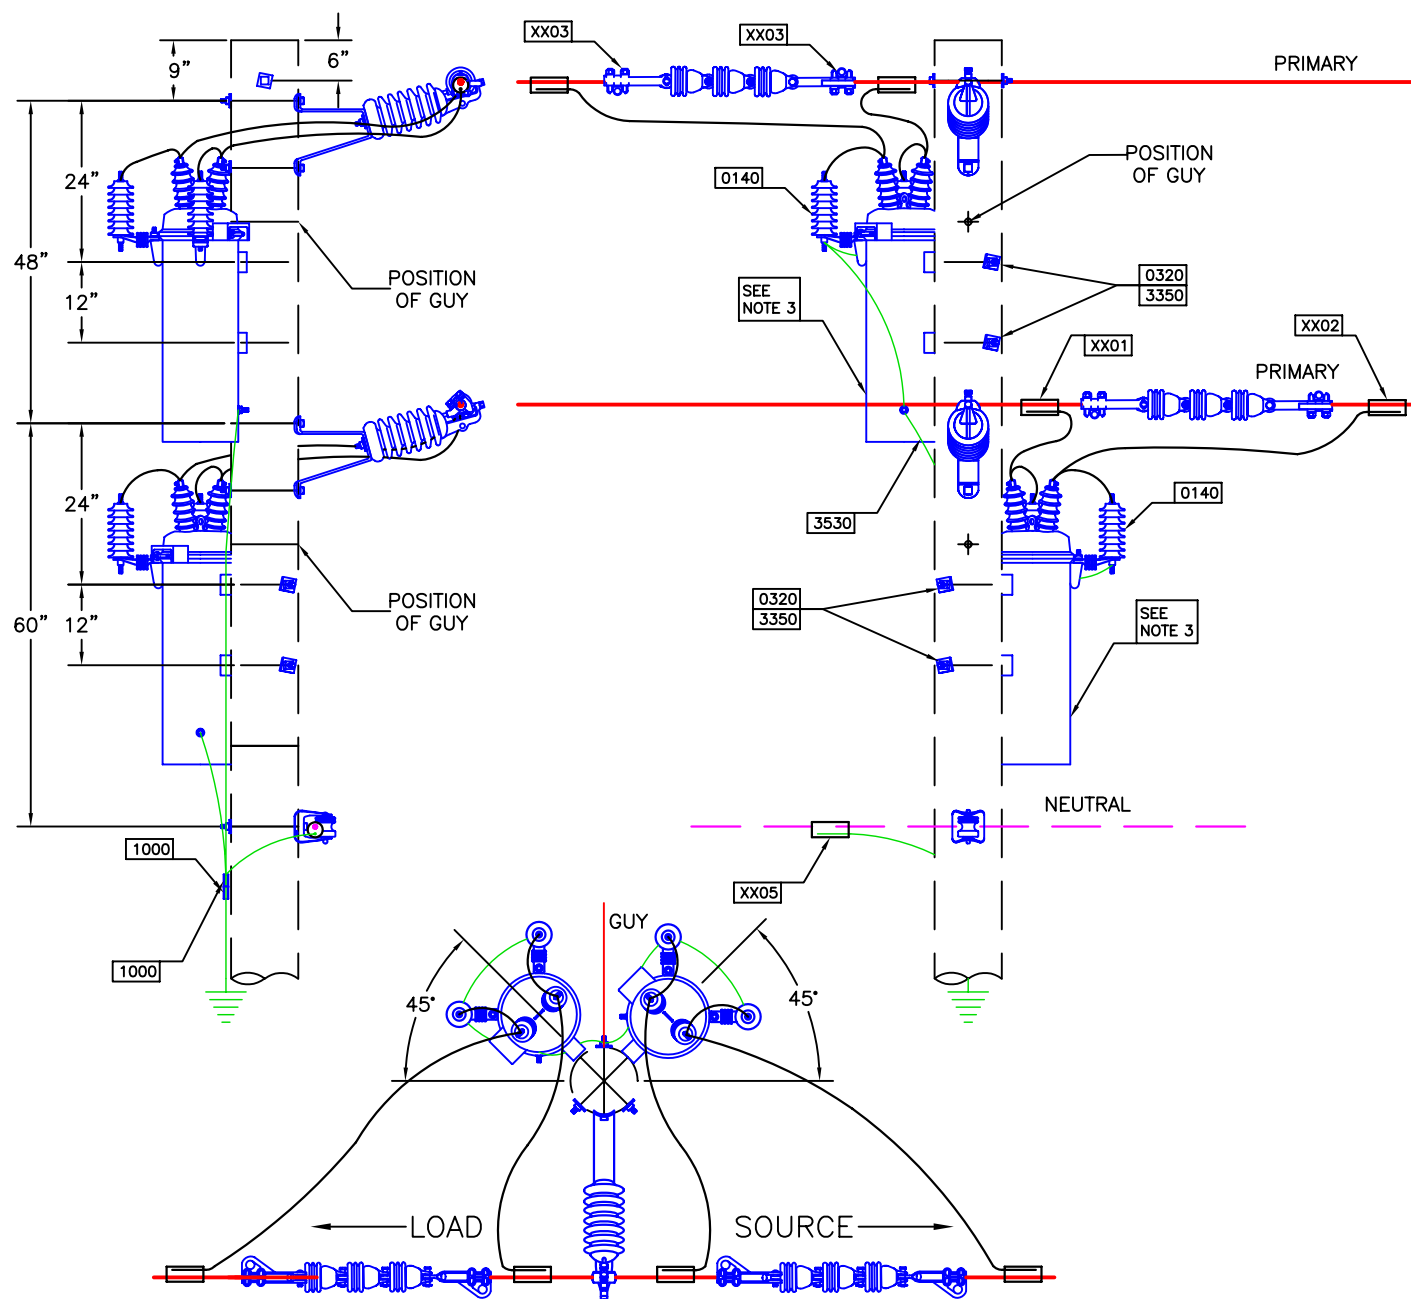 XX03
XX03
6”
9”
PRIMARY
POSITION
OF GUY
24”
0140
48”
POSITION
OF GUY
0320
3350
SEE
NOTE 3
12”
XX02
XX01
PRIMARY
24”
0140
3530
POSITION
OF GUY
0320
3350
60”
12”
SEE
NOTE 3
NEUTRAL
1000
XX05
GUY
1000
45°
45°
LOAD
SOURCE